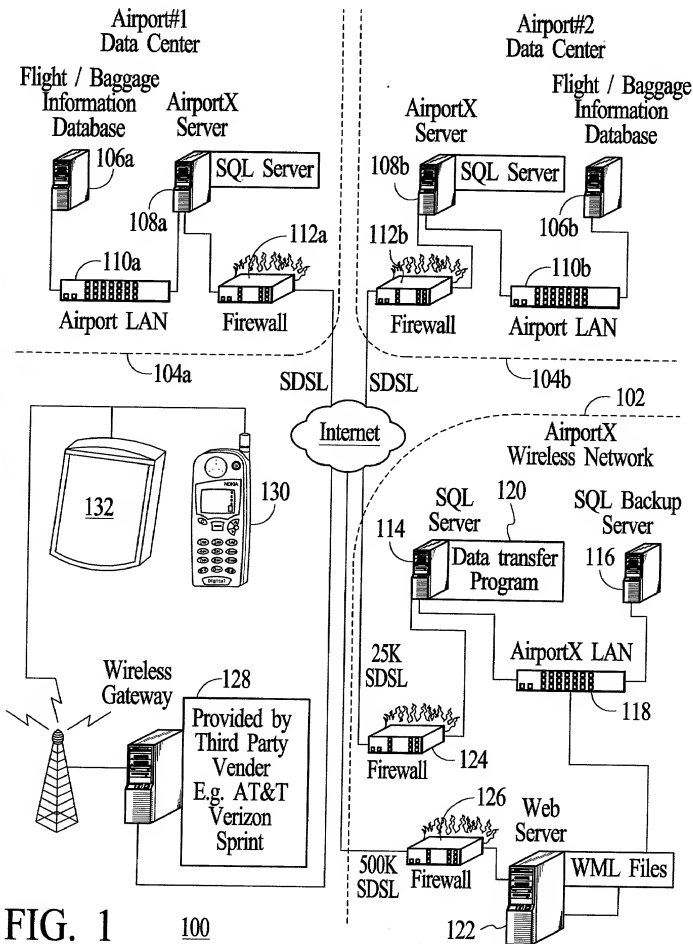 Airport#1
Data Center
Flight / Baggage
Information
Database
AirportX
Server
106a
SQL Server
108a
112a
110a
Airport LAN
Firewall
104a
Airport#2
Data Center
Flight / Baggage
Information
Database
AirportX
Server
108b
SQL Server
106b
112b
110b
Firewall
Airport LAN
104b
SDSL
SDSL
Internet
102
AirportX
Wireless Network
132
130
NOKIA
Digital
SQL
Server
120
SQL Backup
Server
114
Data transfer
Program
116
25K
SDSL
AirportX LAN
118
Firewall
124
Wireless
Gateway
128
Provided by
Third Party
Vender
E.g. AT&T
Verizon
Sprint
126
Web
Server
500K
SDSL
Firewall
WML Files
122
FIG. 1
100